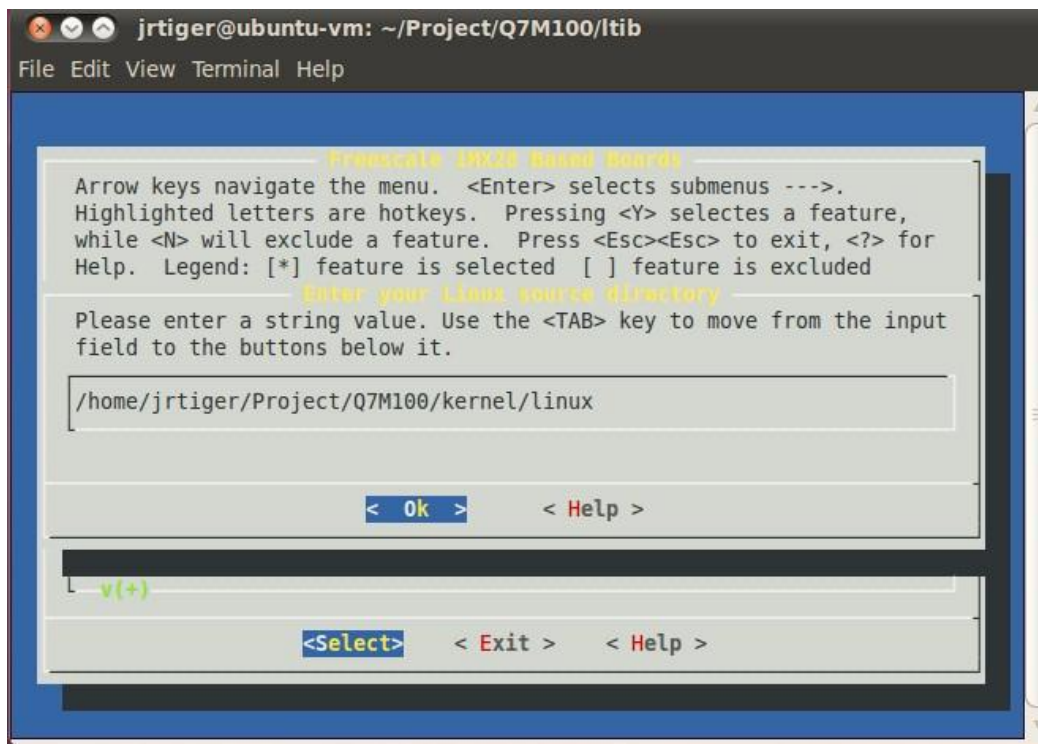 jrtiger@ubuntu-vm: ~/Project/Q7M100/ltib
File Edit View Terminal Help
Freescale iMX28 Based Boards
Arrow keys navigate the menu. <Enter> selects submenus --->.
Highlighted letters are hotkeys. Pressing <Y> selectes a feature,
while <N> will exclude a feature. Press <Esc><Esc> to exit, <?> for
Help. Legend: [*] feature is selected [ ] feature is excluded
Enter your Linux source directory
Please enter a string value. Use the <TAB> key to move from the input
field to the buttons below it.
/home/jrtiger/Project/Q7M100/kernel/linux
< Ok > < Help >
v(+)
<Select> < Exit > < Help >